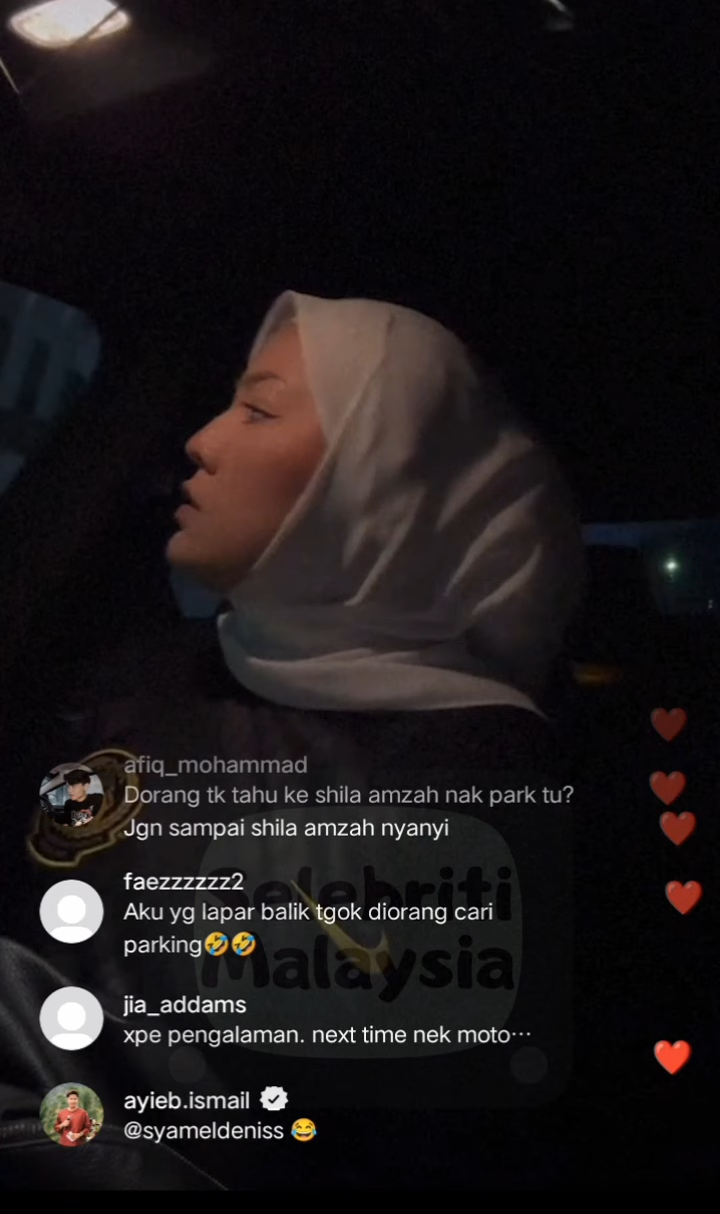 afiq_mohammad
Dorang tk tahu ke shila amzah nak park tu?
Jgn sampai shila amzah nyanyi
faezzzzzz2
Aku yg lapar balik tgok diorang cari
parking🤣🤣
jia_addams
xpe pengalaman. next time nek moto···
ayieb.ismail
@syameldeniss 😂
Selebriti
Malaysia